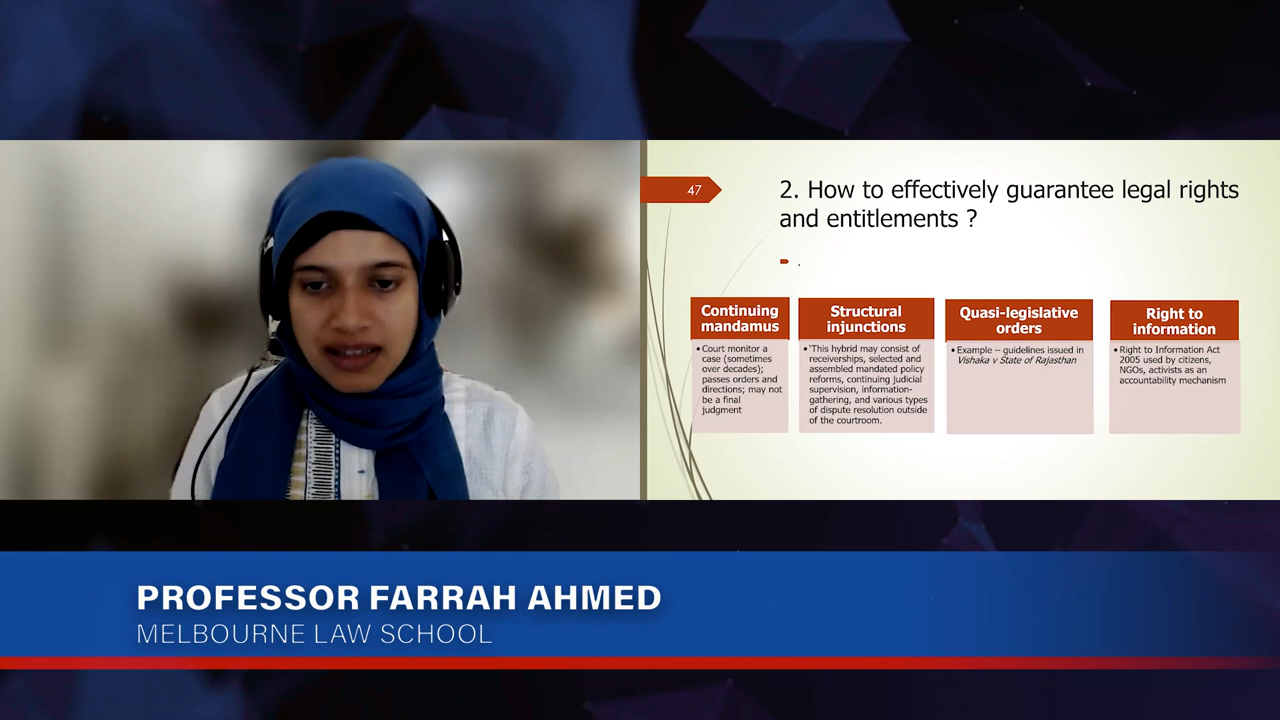 47
2. How to effectively guarantee legal rights
and entitlements ?
.
Continuing
mandamus
• Court monitor a
case (sometimes
over decades);
passes orders and
directions; may not
be a final
judgment
Structural
injunctions
• 'This hybrid may consist of
receiverships, selected and
assembled mandated policy
reforms, continuing judicial
supervision, information-
gathering, and various types
of dispute resolution outside
of the courtroom.
Quasi-legislative
orders
• Example – guidelines issued in
Vishaka v State of Rajasthan
Right to
information
• Right to Information Act
2005 used by citizens,
NGOs, activists as an
accountability mechanism
PROFESSOR FARRAH AHMED
MELBOURNE LAW SCHOOL